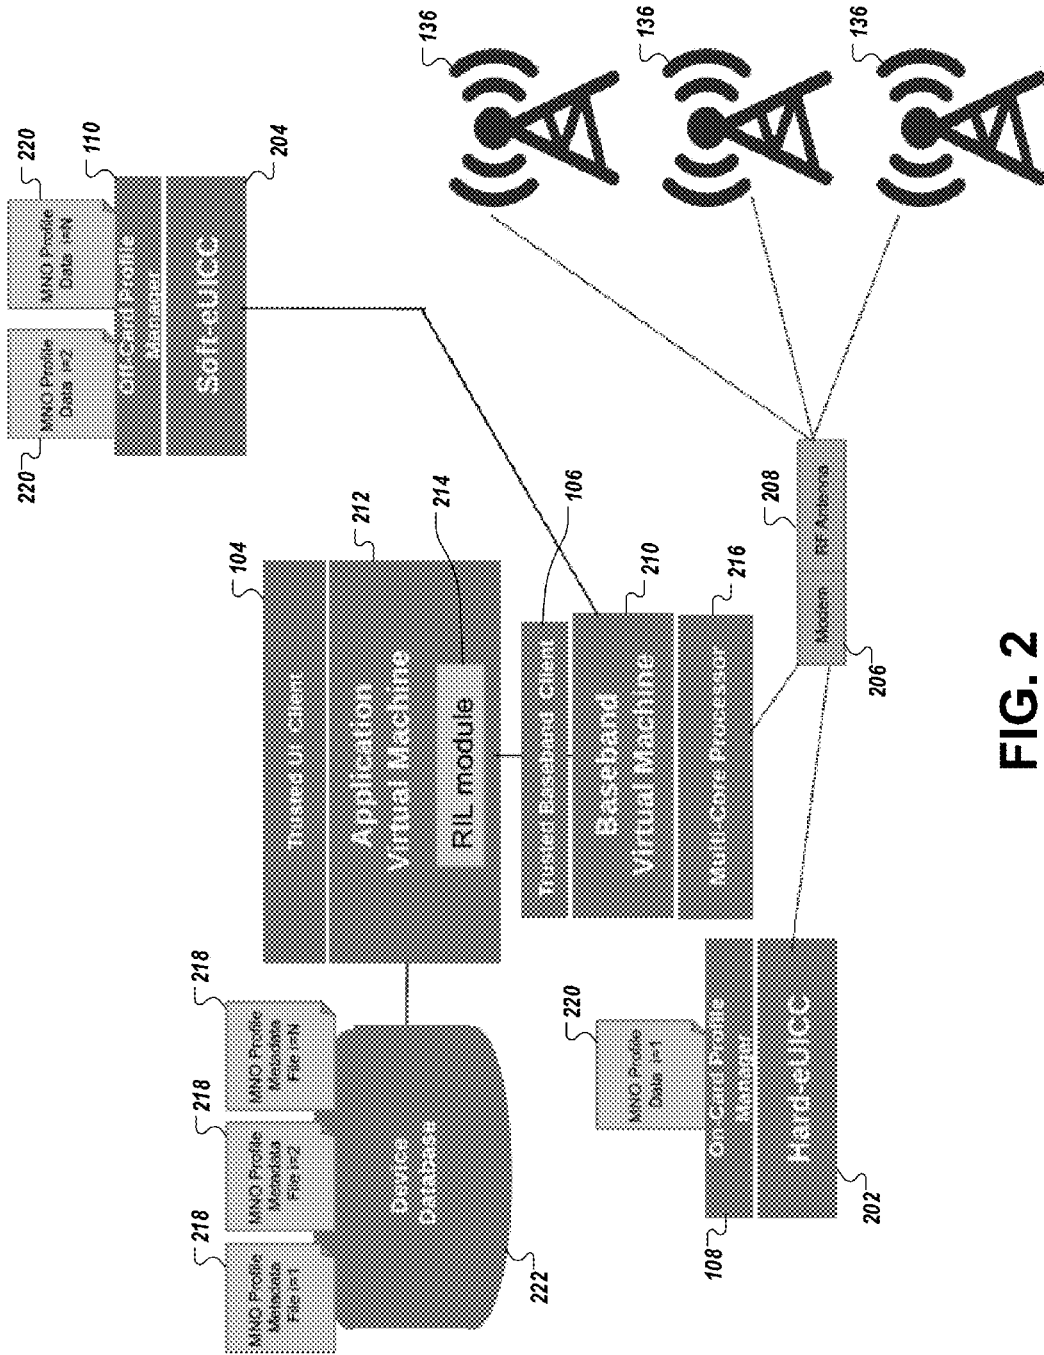 MNO Profile
Metadata
File i=1
218
MNO Profile
Metadata
File i=2
218
MNO Profile
Metadata
File i=N
218
Device
Database
222
Trusted UI Client
104
Application
Virtual Machine
212
RIL module
214
MNO Profile
Data i=2
220
MNO Profile
Data i=N
220
Off-Card Profile
Manager
110
Soft-eUICC
204
Trusted Baseband Client
106
Baseband
Virtual Machine
210
Multi-Core Processor
216
MNO Profile
Data i=1
220
On-Card Profile
Manager
108
Hard-eUICC
202
Modem
RF Antenna
206
208
136
136
136
FIG. 2